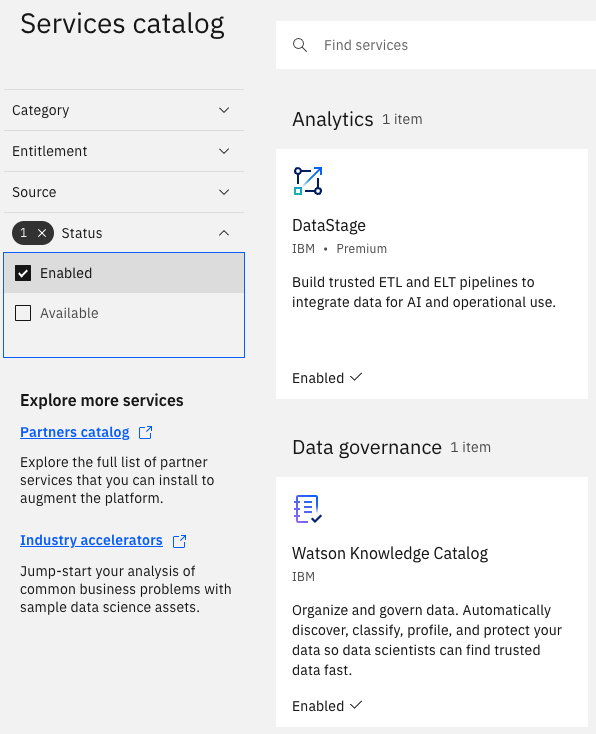 Services catalog
Category
Entitlement
Source
1 × Status
Enabled
Available
Explore more services
Partners catalog
Explore the full list of partner
services that you can install to
augment the platform.
Industry accelerators
Jump-start your analysis of
common business problems with
sample data science assets.
Find services
Analytics 1 item
DataStage
IBM • Premium
Build trusted ETL and ELT pipelines to
integrate data for AI and operational use.
Enabled
Data governance 1 item
Watson Knowledge Catalog
IBM
Organize and govern data. Automatically
discover, classify, profile, and protect your
data so data scientists can find trusted
data fast.
Enabled